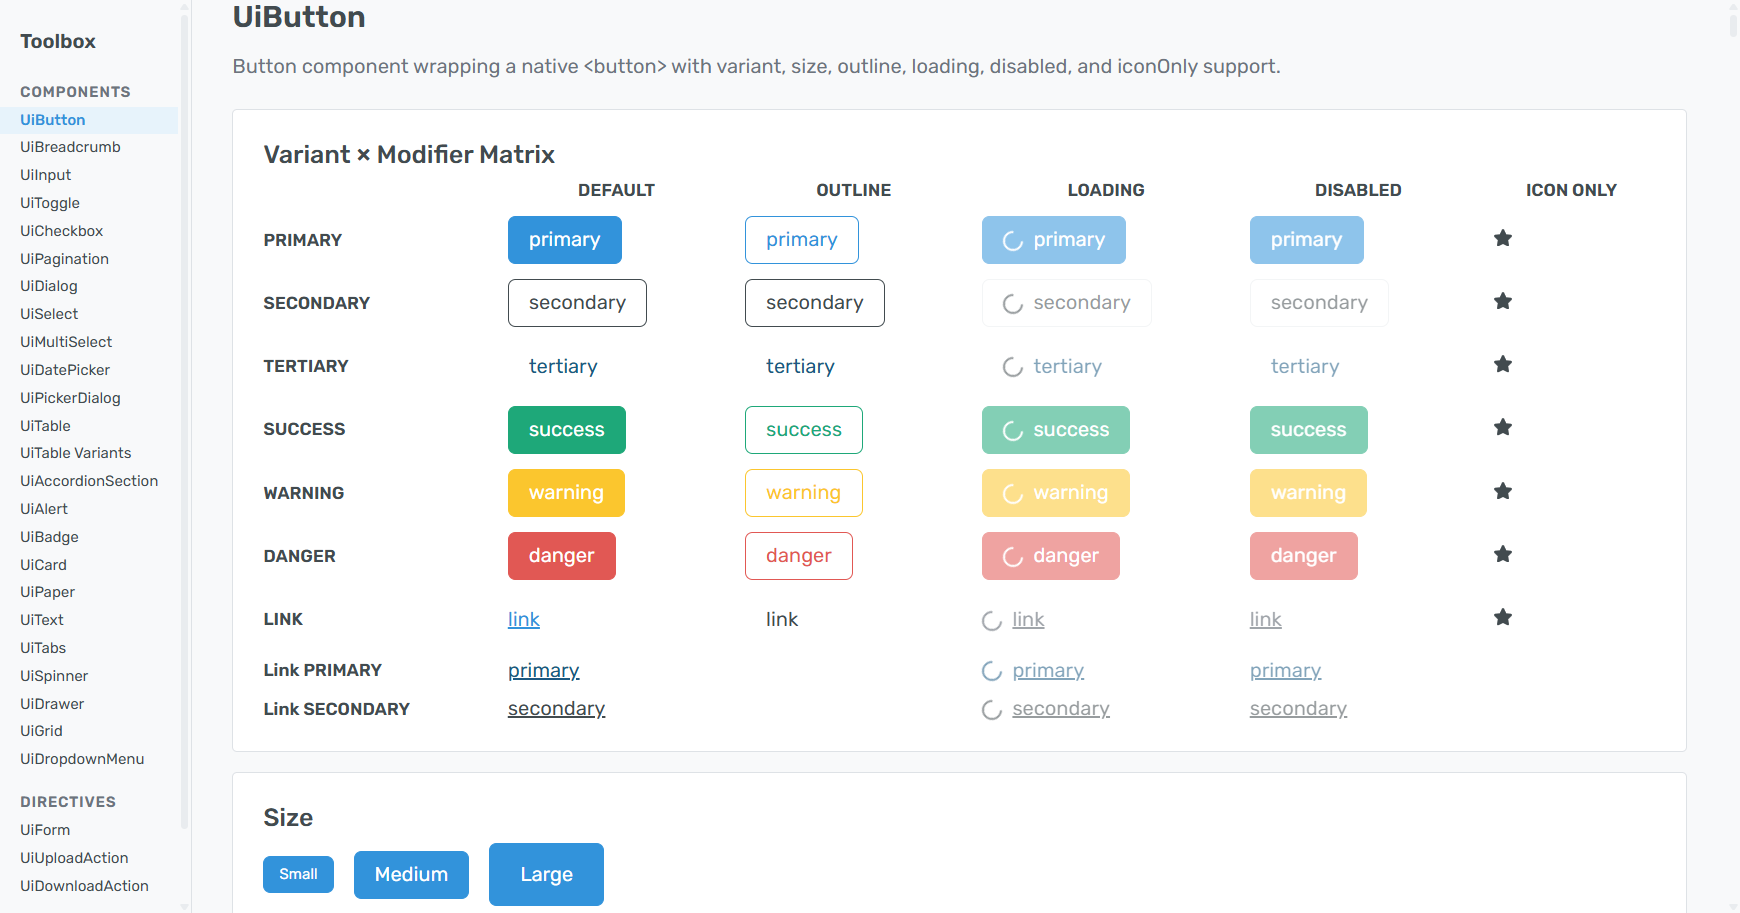 Toolbox
COMPONENTS
UiButton
UiBreadcrumb
UiInput
UiToggle
UiCheckbox
UiPagination
UiDialog
UiSelect
UiMultiSelect
UiDatePicker
UiPickerDialog
UiTable
UiTable Variants
UiAccordionSection
UiAlert
UiBadge
UiCard
UiPaper
UiText
UiTabs
UiSpinner
UiDrawer
UiGrid
UiDropdownMenu
DIRECTIVES
UiForm
UiUploadAction
UiDownloadAction
UiButton
Button component wrapping a native <button> with variant, size, outline, loading, disabled, and iconOnly support.
Variant × Modifier Matrix
DEFAULT OUTLINE LOADING DISABLED ICON ONLY
PRIMARY primary primary primary primary
SECONDARY secondary secondary secondary secondary
TERTIARY tertiary tertiary tertiary tertiary
SUCCESS success success success success
WARNING warning warning warning warning
DANGER danger danger danger danger
LINK link link link link
Link PRIMARY primary primary primary
Link SECONDARY secondary secondary secondary
Size
Small Medium Large